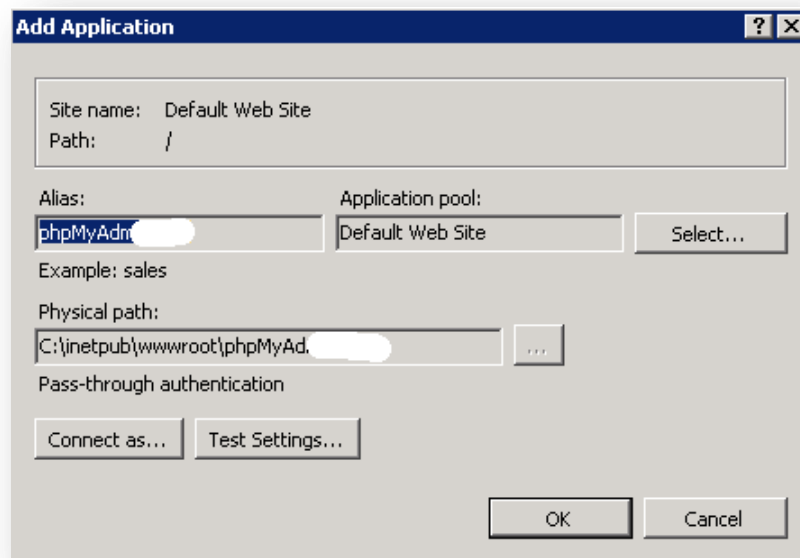 Add Application
Site name: Default Web Site
Path: /
Alias:
Application pool:
phpMyAdm
Default Web Site
Select...
Example: sales
Physical path:
C:\inetpub\wwwroot\phpMyAd
...
Pass-through authentication
Connect as...
Test Settings...
OK
Cancel